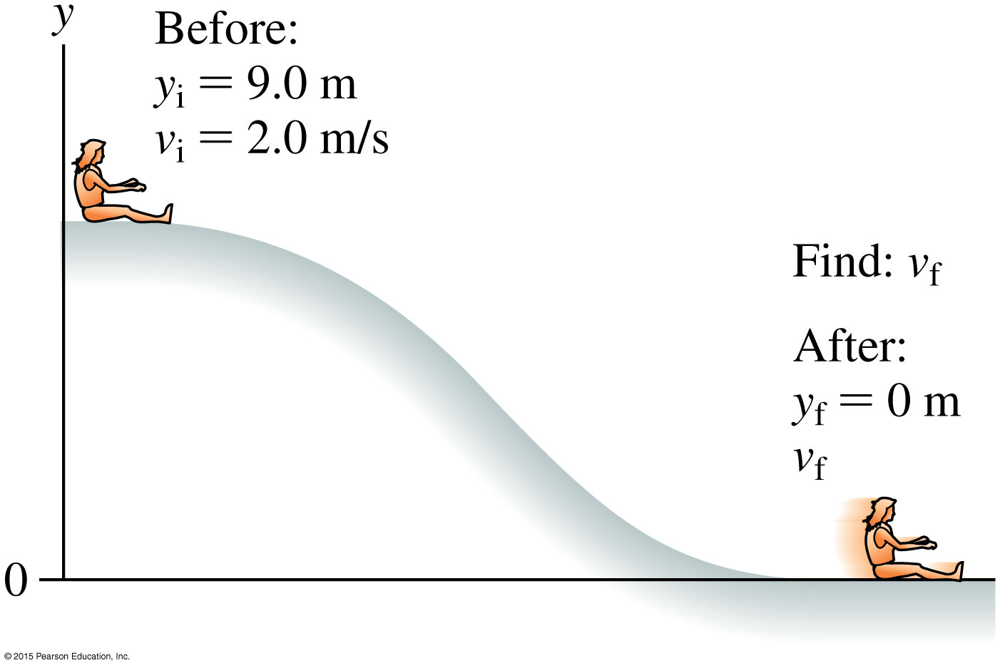 y
Before:
yi = 9.0 m
vi = 2.0 m/s
Find: vf
After:
yf = 0 m
vf
0
© 2015 Pearson Education, Inc.